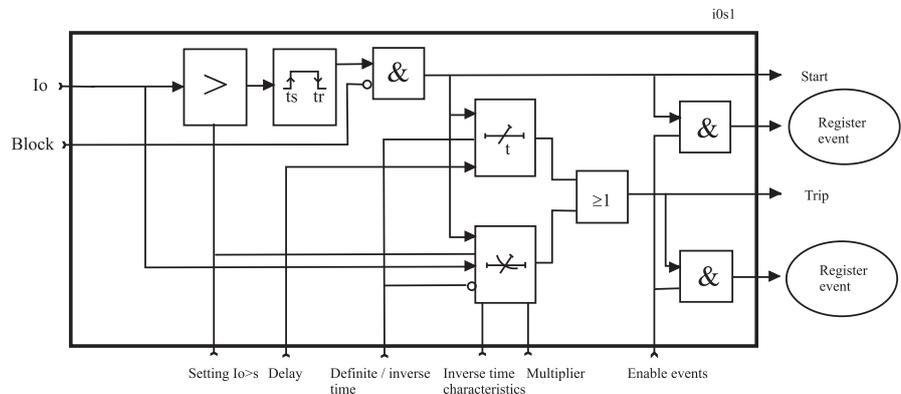 i0s1
Io
>
ts tr
&
Start
Block
t
&
Register
event
≥1
Trip
&
Register
event
Setting Io>s
Delay
Definite / inverse
time
Inverse time
characteristics
Multiplier
Enable events